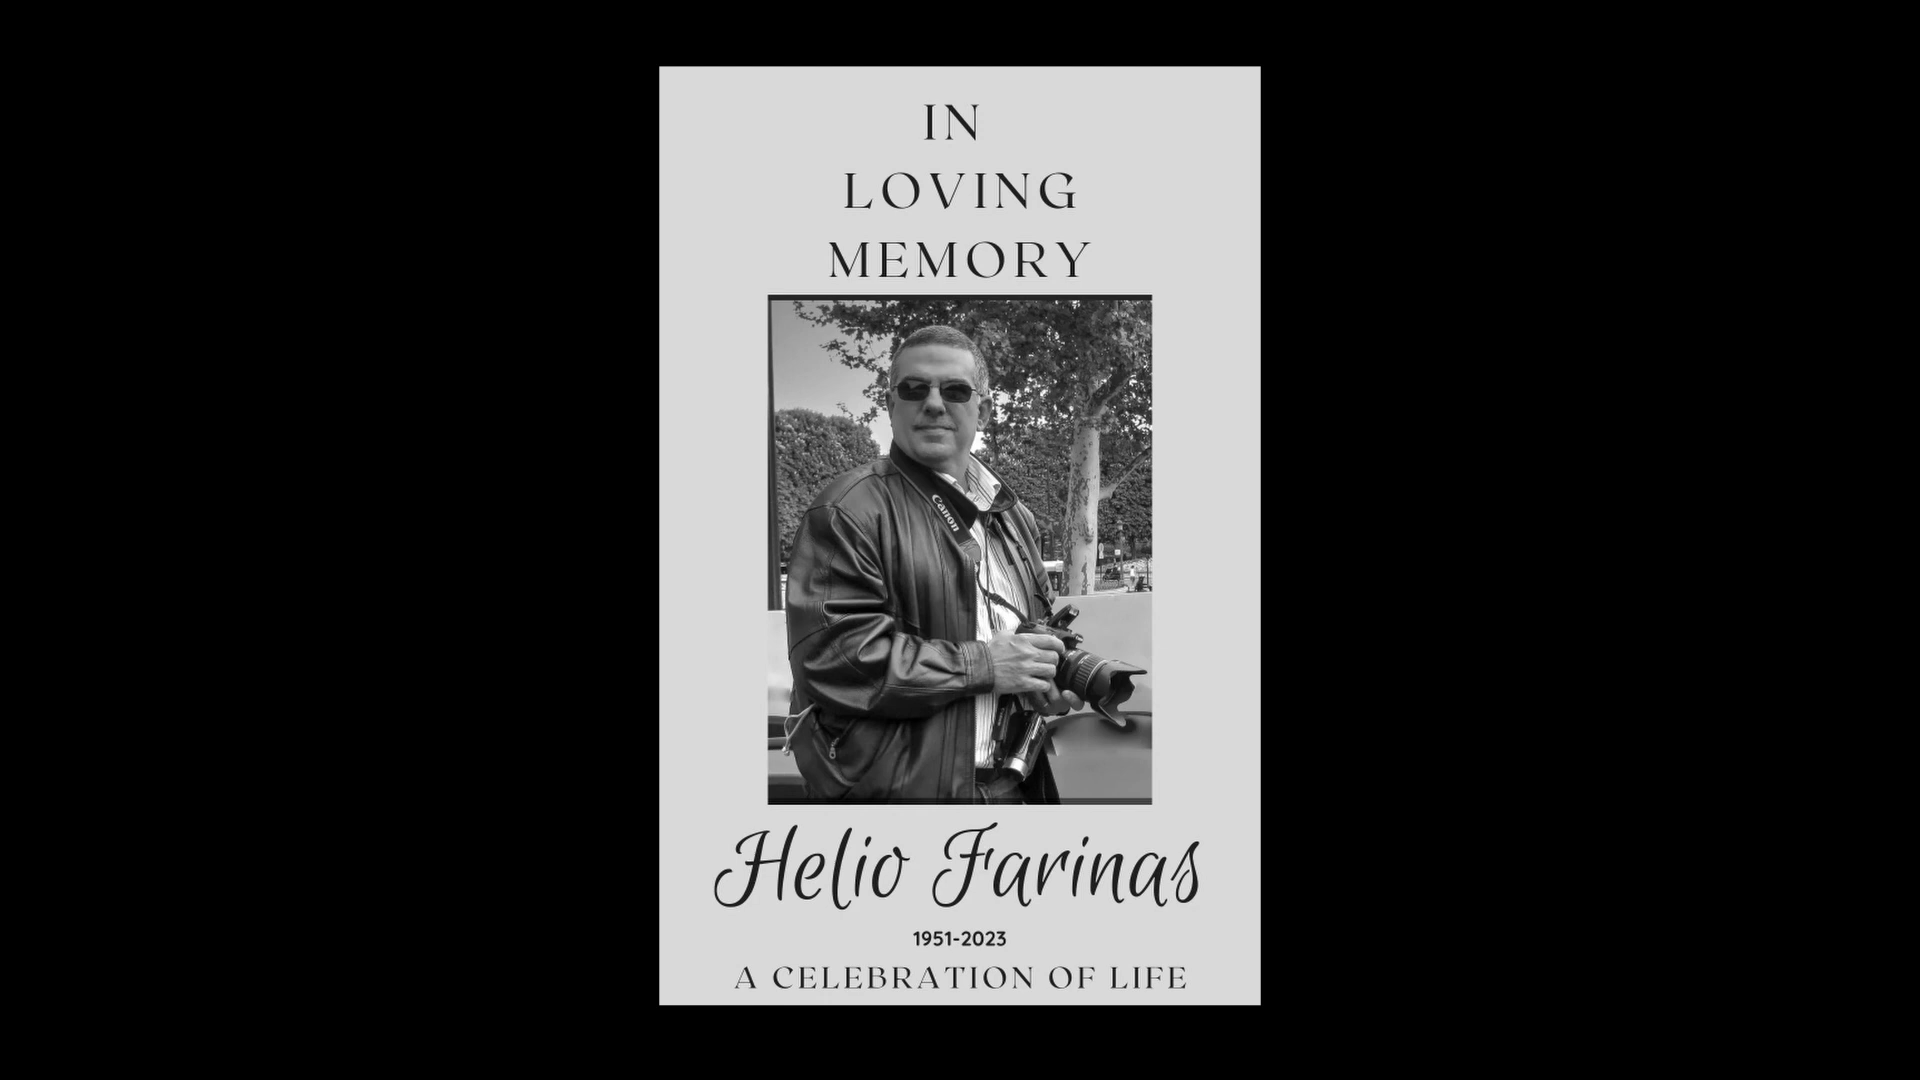 IN
LOVING
MEMORY
Canon
Helio Farinas
1951-2023
A CELEBRATION OF LIFE